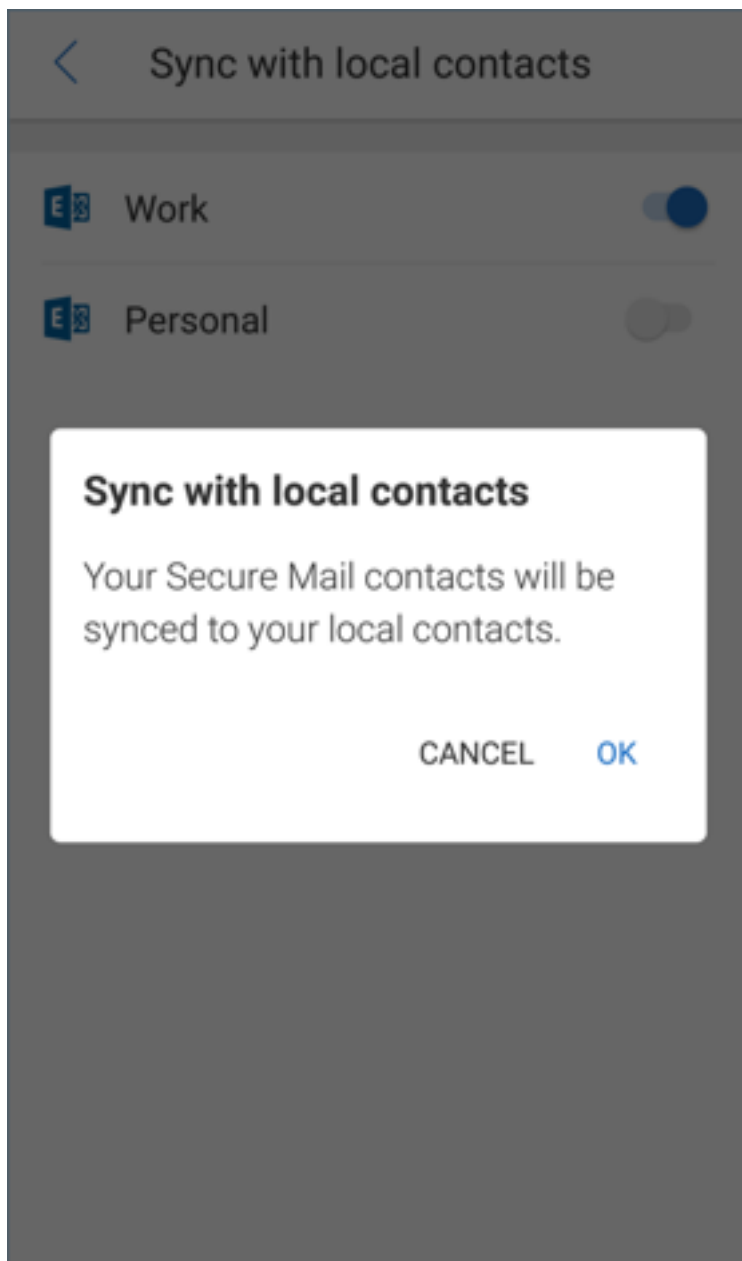 Sync with local contacts
E Work
E Personal
Sync with local contacts
Your Secure Mail contacts will be
synced to your local contacts.
CANCEL OK